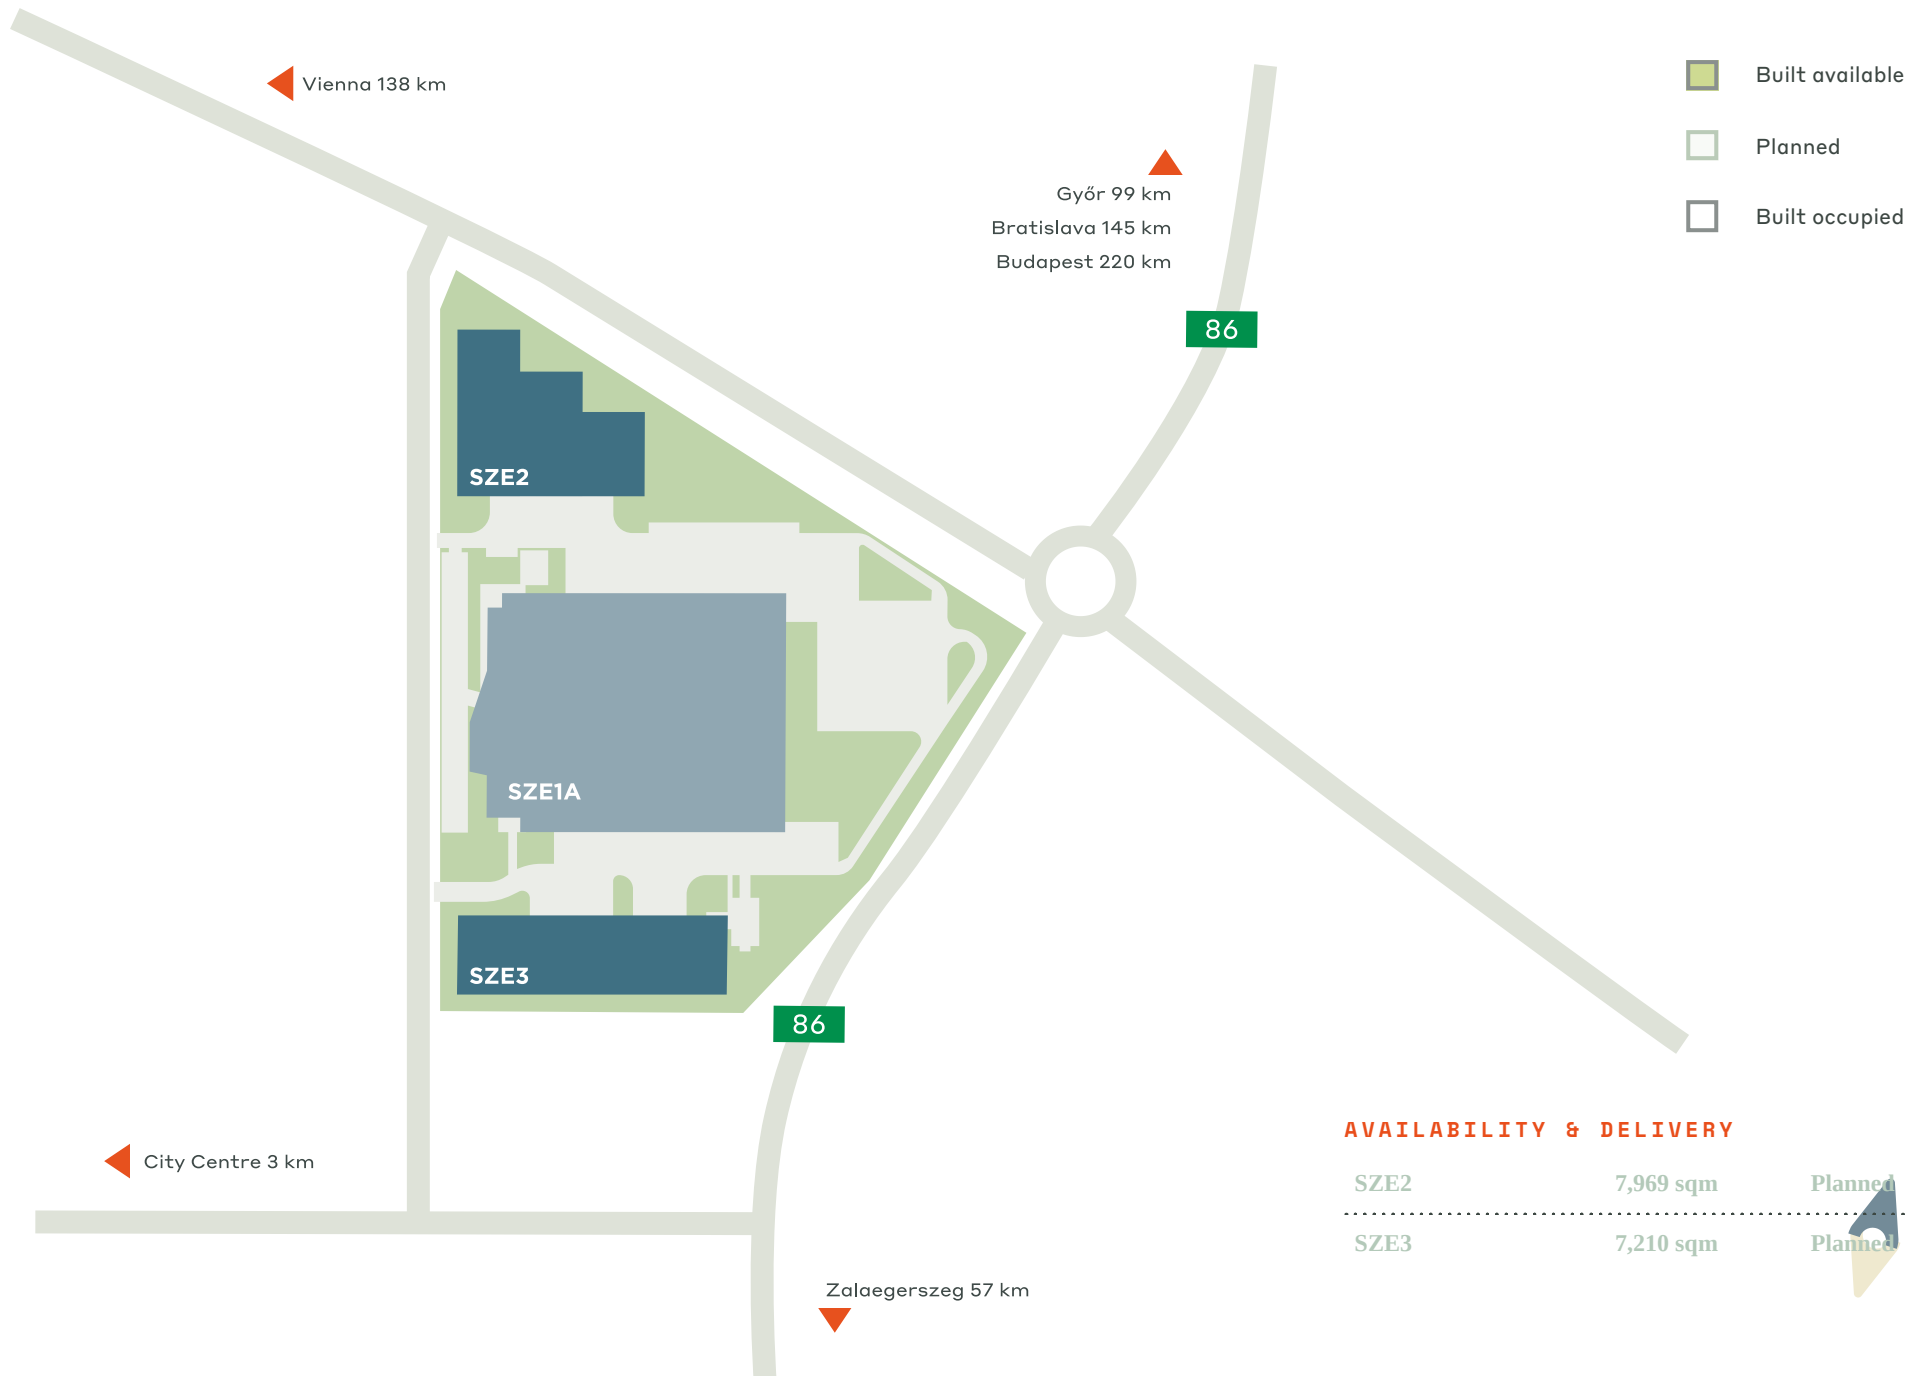 Vienna 138 km
Győr 99 km
Bratislava 145 km
Budapest 220 km
86
Built available
Planned
Built occupied
SZE2
SZE1A
SZE3
86
City Centre 3 km
Zalaegerszeg 57 km
AVAILABILITY & DELIVERY
SZE2 7,969 sqm Planned
SZE3 7,210 sqm Planned